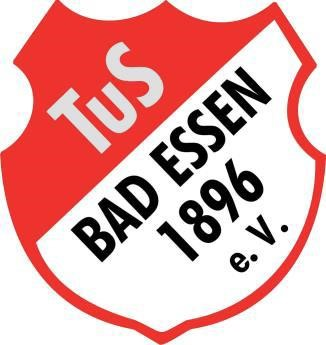 TuS
BAD ESSEN
1896
e. V.